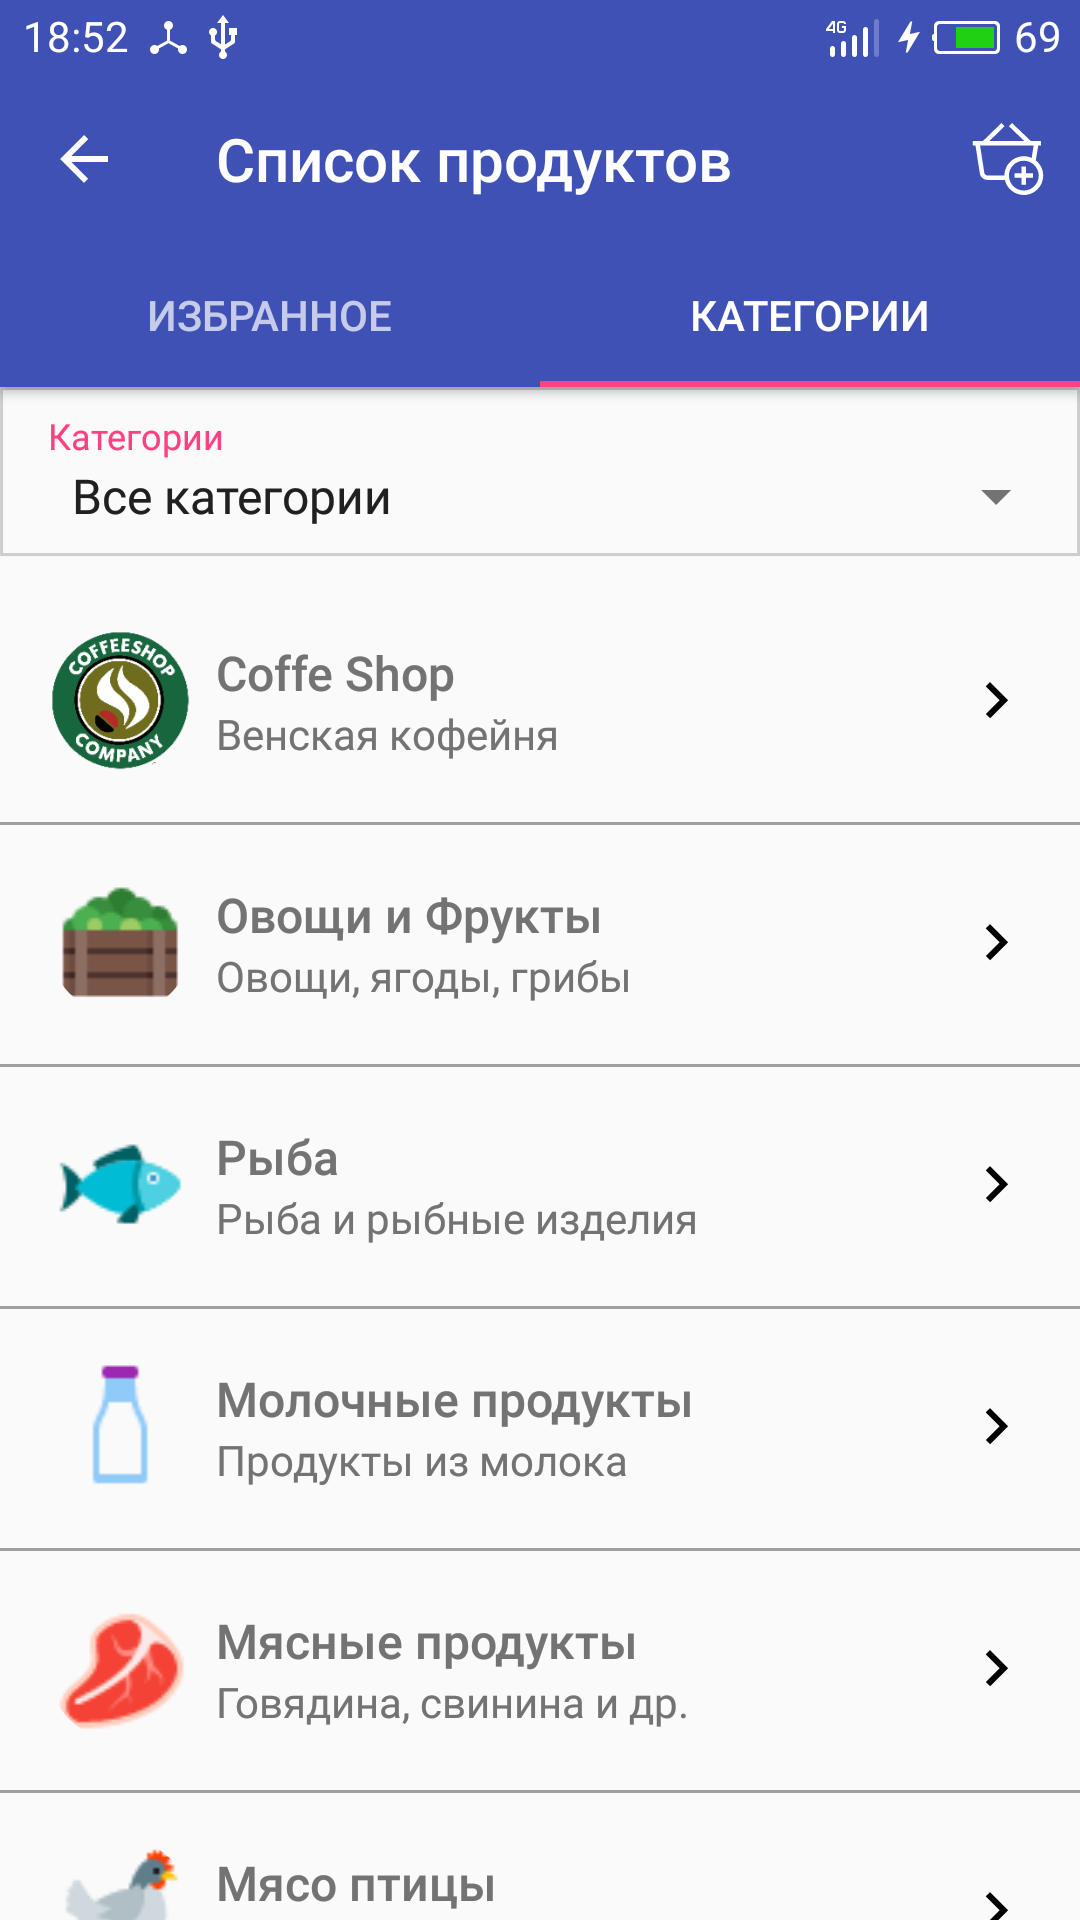 18:52
4G
69
Список продуктов
ИЗБРАННОЕ
КАТЕГОРИИ
Категории
Все категории
COFFEESHOP
COMPANY
Coffe Shop
Венская кофейня
Овощи и Фрукты
Овощи, ягоды, грибы
Рыба
Рыба и рыбные изделия
Молочные продукты
Продукты из молока
Мясные продукты
Говядина, свинина и др.
Мясо птицы